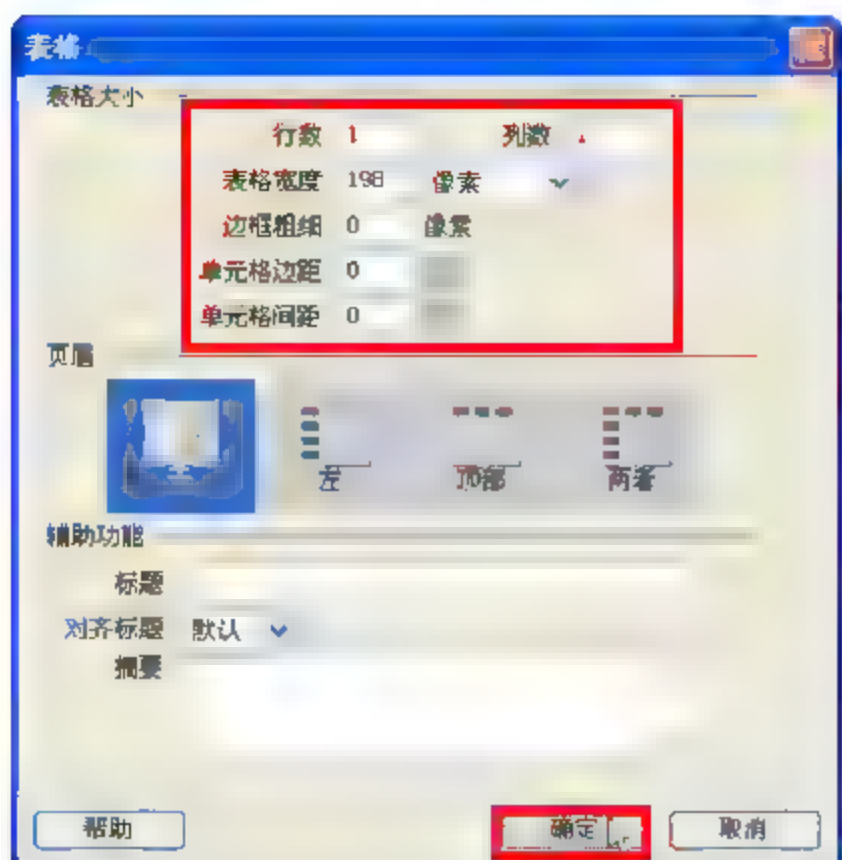 表格
表格大小
行数 1 列数
表格宽度 198 像素
边框粗细 0 像素
单元格边距 0
单元格间距 0
页眉
左 顶部 两者
辅助功能
标题
对齐标题 默认
摘要
帮助 确定 取消